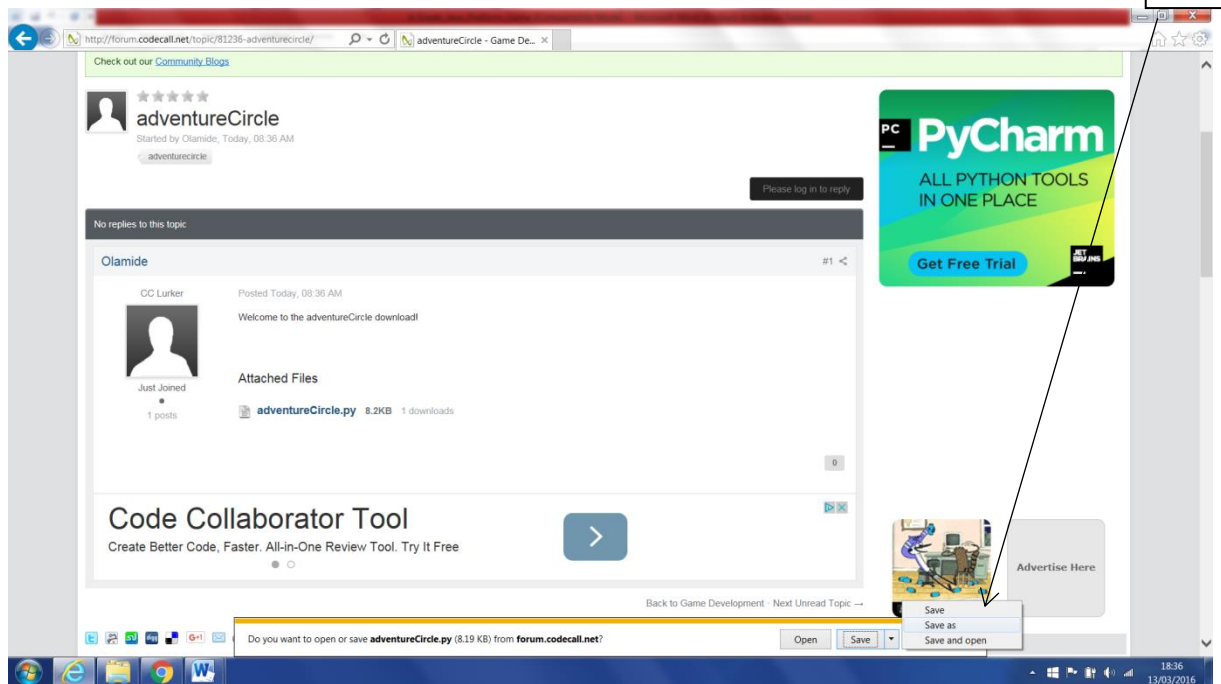 http://forum.codecall.net/topic/81236-adventurecircle/
adventureCircle - Game De...
Check out our Community Blogs
adventureCircle
Started by Olamide, Today, 08:36 AM
adventurecircle
Please log in to reply
No replies to this topic
Olamide
#1
CC Lurker
Just Joined
1 posts
Posted Today, 08:36 AM
Welcome to the adventureCircle download!
Attached Files
adventureCircle.py 8.2KB 1 downloads
0
Code Collaborator Tool
Create Better Code, Faster. All-in-One Review Tool. Try It Free
PC
PyCharm
ALL PYTHON TOOLS
IN ONE PLACE
Get Free Trial
JET
BRAINS
Advertise Here
Back to Game Development · Next Unread Topic →
Do you want to open or save adventureCircle.py (8.19 KB) from forum.codecall.net?
Open
Save
Save
Save as
Save and open
18:36
13/03/2016